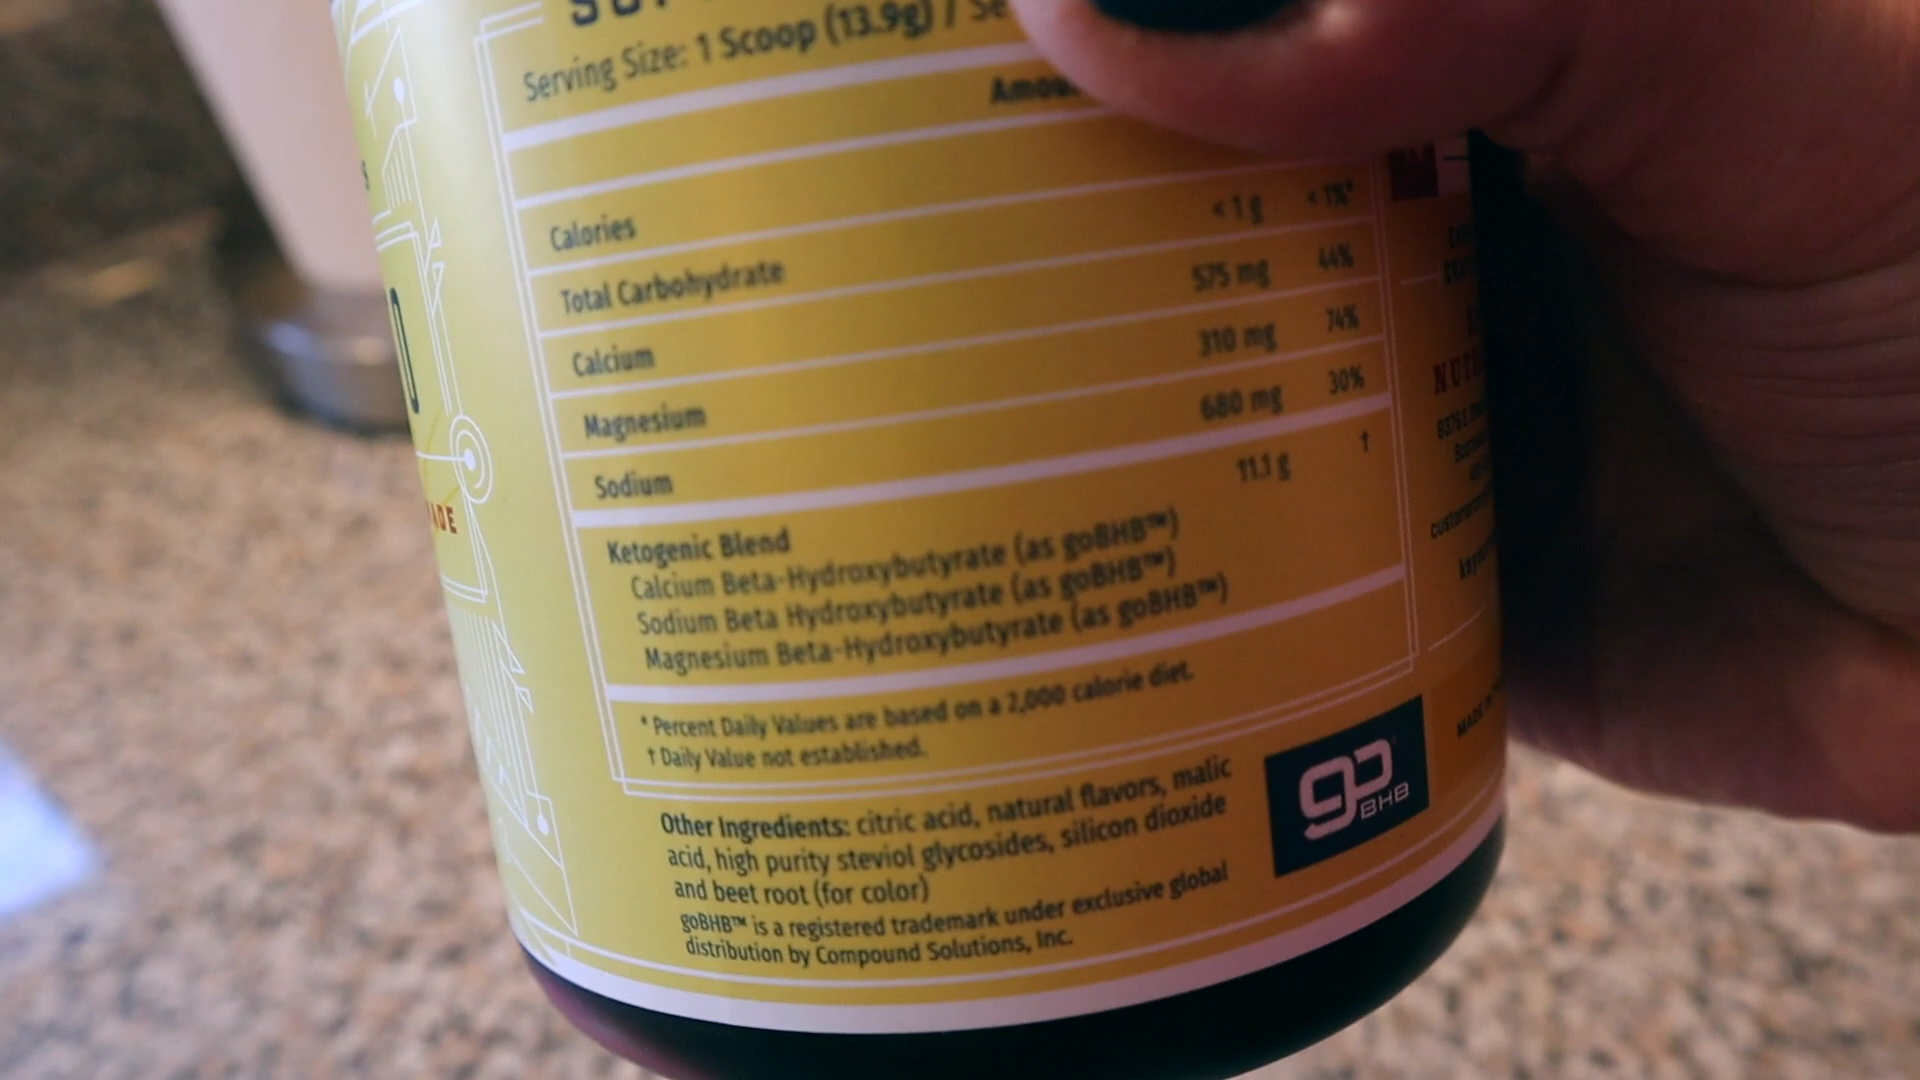 Serving Size: 1 Scoop (13.9g) / Se
Amou
Calories
Total Carbohydrate <1 g <1%*
Calcium 575 mg 44%
Magnesium 310 mg 74%
Sodium 680 mg 30%
Ketogenic Blend 11.1 g †
Calcium Beta-Hydroxybutyrate (as goBHB™)
Sodium Beta Hydroxybutyrate (as goBHB™)
Magnesium Beta-Hydroxybutyrate (as goBHB™)
* Percent Daily Values are based on a 2,000 calorie diet.
† Daily Value not established.
Other Ingredients: citric acid, natural flavors, malic
acid, high purity steviol glycosides, silicon dioxide
and beet root (for color)
goBHB™ is a registered trademark under exclusive global
distribution by Compound Solutions, Inc.
go
BHB
ADE
MADE IN